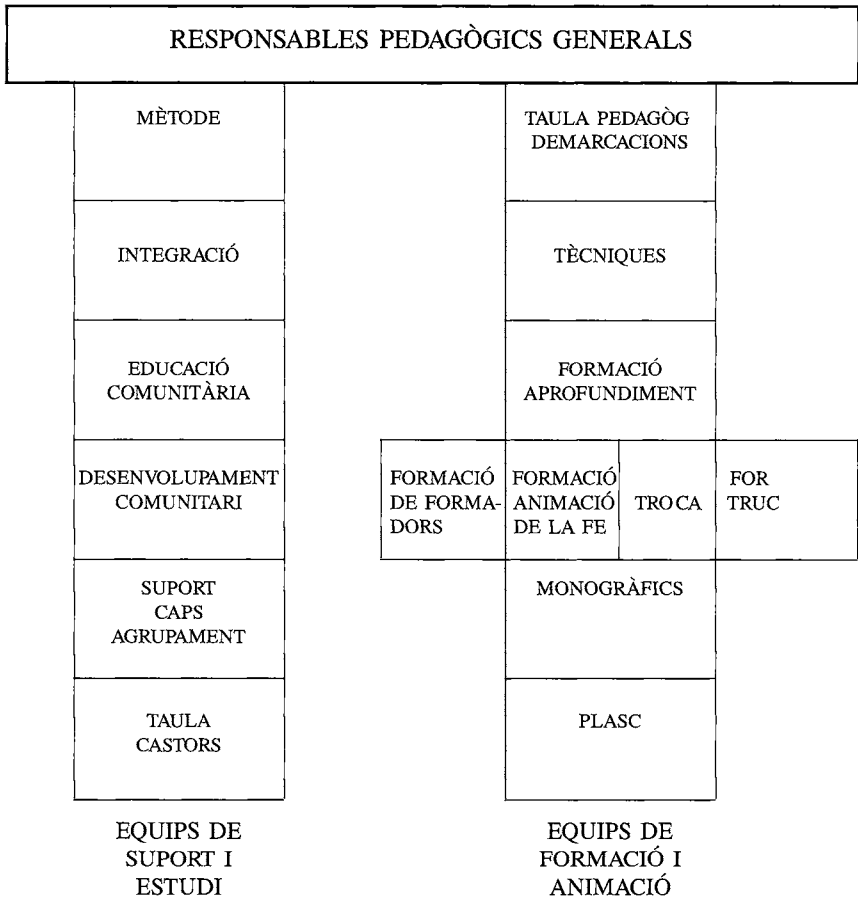 RESPONSABLES PEDAGÒGICS GENERALS
MÈTODE
INTEGRACIÓ
EDUCACIÓ
COMUNITÀRIA
DESENVOLUPAMENT
COMUNITARI
SUPORT
CAPS
AGRUPAMENT
TAULA
CASTORS
EQUIPS DE
SUPORT I
ESTUDI
TAULA PEDAGÒG
DEMARCACIONS
TÈCNIQUES
FORMACIÓ
APROFUNDIMENT
FORMACIÓ
DE FORMA-
DORS
FORMACIÓ
ANIMACIÓ
DE LA FE
TROCA
FOR
TRUC
MONOGRÀFICS
PLASC
EQUIPS DE
FORMACIÓ I
ANIMACIÓ